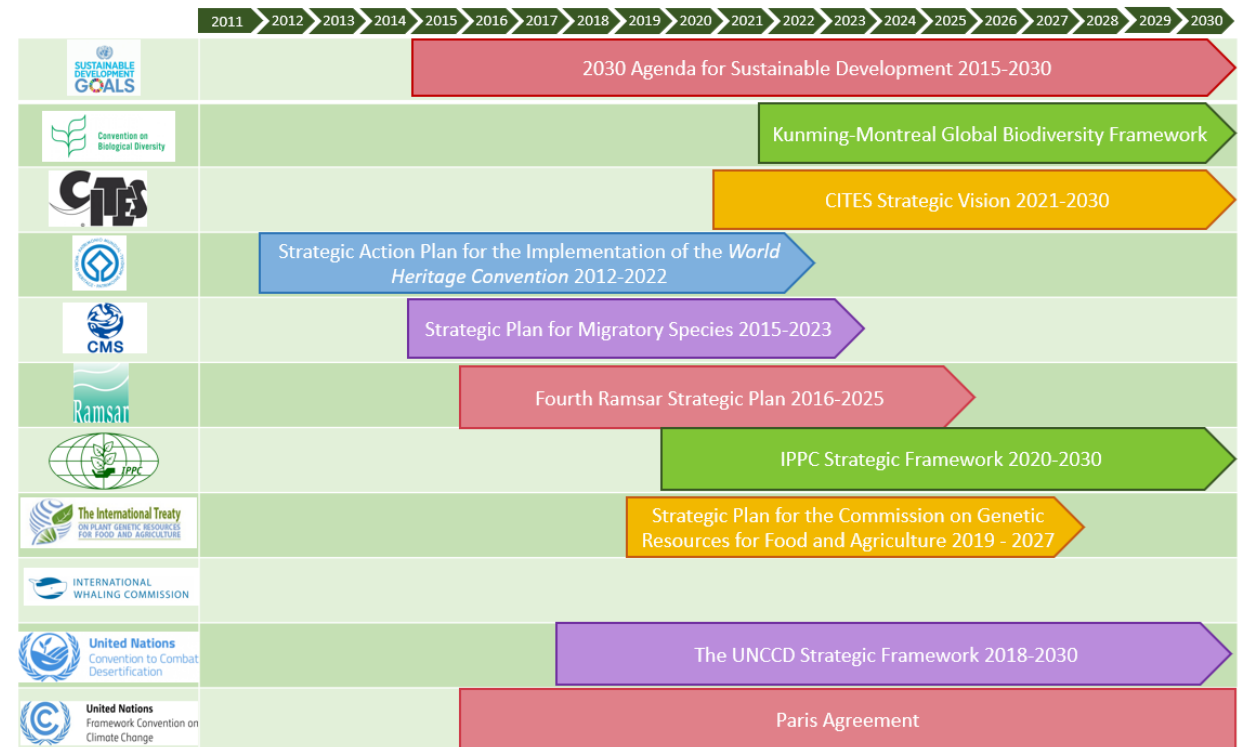 2011 2012 2013 2014 2015 2016 2017 2018 2019 2020 2021 2022 2023 2024 2025 2026 2027 2028 2029 2030
SUSTAINABLE
DEVELOPMENT
GOALS
2030 Agenda for Sustainable Development 2015-2030
Convention on
Biological Diversity
Kunming-Montreal Global Biodiversity Framework
CITES
CITES Strategic Vision 2021-2030
Strategic Action Plan for the Implementation of the World
Heritage Convention 2012-2022
CMS
Strategic Plan for Migratory Species 2015-2023
Ramsar
Fourth Ramsar Strategic Plan 2016-2025
IPPC
IPPC Strategic Framework 2020-2030
The International Treaty
ON PLANT GENETIC RESOURCES
FOR FOOD AND AGRICULTURE
Strategic Plan for the Commission on Genetic
Resources for Food and Agriculture 2019 - 2027
INTERNATIONAL
WHALING COMMISSION
United Nations
Convention to Combat
Desertification
The UNCCD Strategic Framework 2018-2030
United Nations
Framework Convention on
Climate Change
Paris Agreement